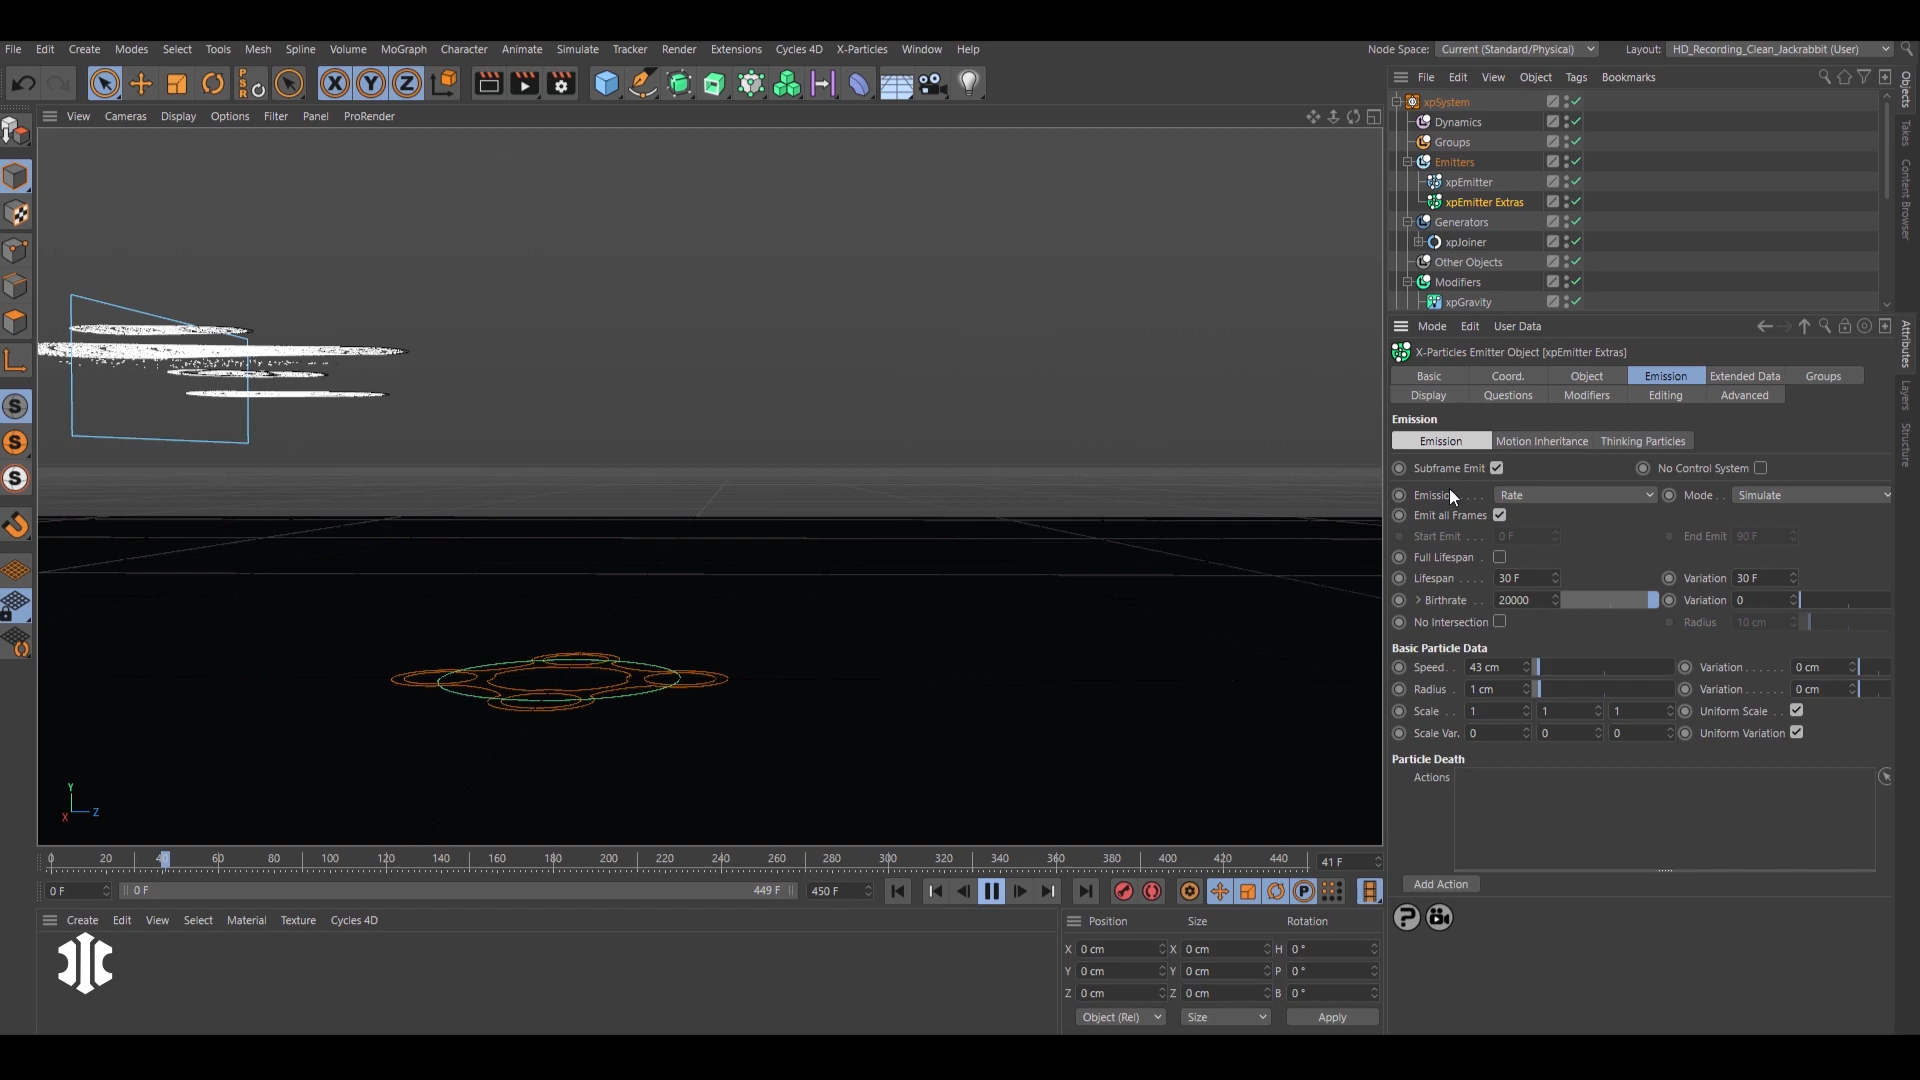 File Edit Create Modes Select Tools Mesh Spline Volume MoGraph Character Animate Simulate Tracker Render Extensions Cycles 4D X-Particles Window Help
Node Space: Current (Standard/Physical) Layout: HD_Recording_Clean_Jackrabbit (User)
PSR X Y Z
File Edit View Object Tags Bookmarks
View Cameras Display Options Filter Panel ProRender
xpSystem
Dynamics
Groups
Emitters
xpEmitter
xpEmitter Extras
Generators
xpJoiner
Other Objects
Modifiers
xpGravity
Objects
Takes
Content Browser
Attributes
Layers
Structure
Mode Edit User Data
X-Particles Emitter Object [xpEmitter Extras]
Basic Coord. Object Emission Extended Data Groups
Display Questions Modifiers Editing Advanced
Emission
Emission Motion Inheritance Thinking Particles
Subframe Emit No Control System
Emissio . . . Rate Mode . . Simulate
Emit all Frames
Start Emit . . . 0 F End Emit 90 F
Full Lifespan .
Lifespan . . . . 30 F Variation 30 F
> Birthrate . . 20000 Variation 0
No Intersection Radius 10 cm
Basic Particle Data
Speed. . 43 cm Variation . . . . . . 0 cm
Radius . 1 cm Variation . . . . . . 0 cm
Scale . . 1 1 1 Uniform Scale . .
Scale Var. 0 0 0 Uniform Variation
Particle Death
Actions
Add Action
S
S
S
Y
X Z
0 20 40 60 80 100 120 140 160 180 200 220 240 260 280 300 320 340 360 380 400 420 440 41 F
0 F 0 F 449 F 450 F P
Create Edit View Select Material Texture Cycles 4D
Position Size Rotation
X 0 cm X 0 cm H 0 °
Y 0 cm Y 0 cm P 0 °
Z 0 cm Z 0 cm B 0 °
Object (Rel) Size Apply